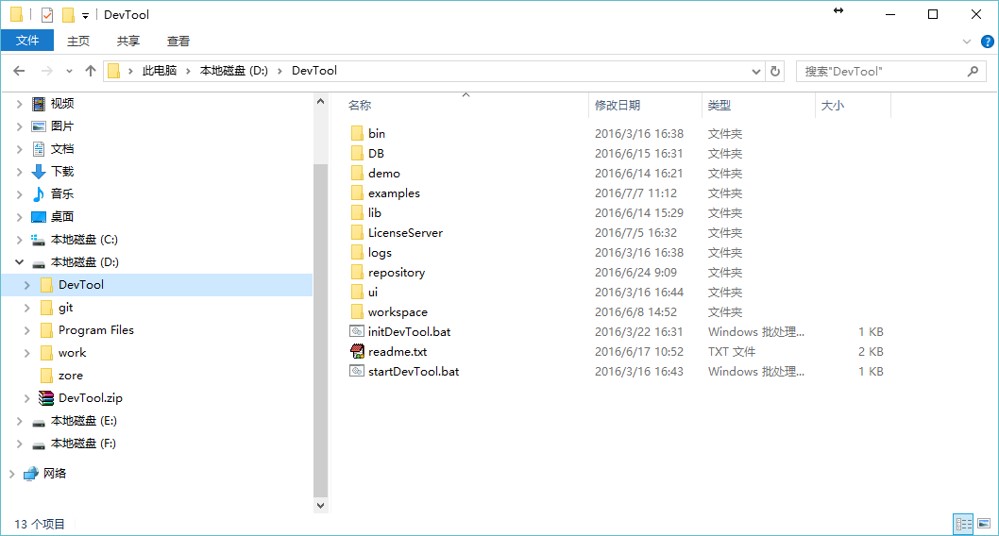 DevTool
文件 主页 共享 查看
此电脑 本地磁盘 (D:) DevTool 搜索"DevTool"
视频
图片
文档
下载
音乐
桌面
本地磁盘 (C:)
本地磁盘 (D:)
DevTool
git
Program Files
work
zore
DevTool.zip
本地磁盘 (E:)
本地磁盘 (F:)
网络
名称 修改日期 类型 大小
bin 2016/3/16 16:38 文件夹
DB 2016/6/15 16:31 文件夹
demo 2016/6/14 16:21 文件夹
examples 2016/7/7 11:12 文件夹
lib 2016/6/14 15:29 文件夹
LicenseServer 2016/7/5 16:32 文件夹
logs 2016/3/16 16:38 文件夹
repository 2016/6/24 9:09 文件夹
ui 2016/3/16 16:44 文件夹
workspace 2016/6/8 14:52 文件夹
initDevTool.bat 2016/3/22 16:31 Windows 批处理... 1 KB
readme.txt 2016/6/17 10:52 TXT 文件 2 KB
startDevTool.bat 2016/3/16 16:43 Windows 批处理... 1 KB
13 个项目